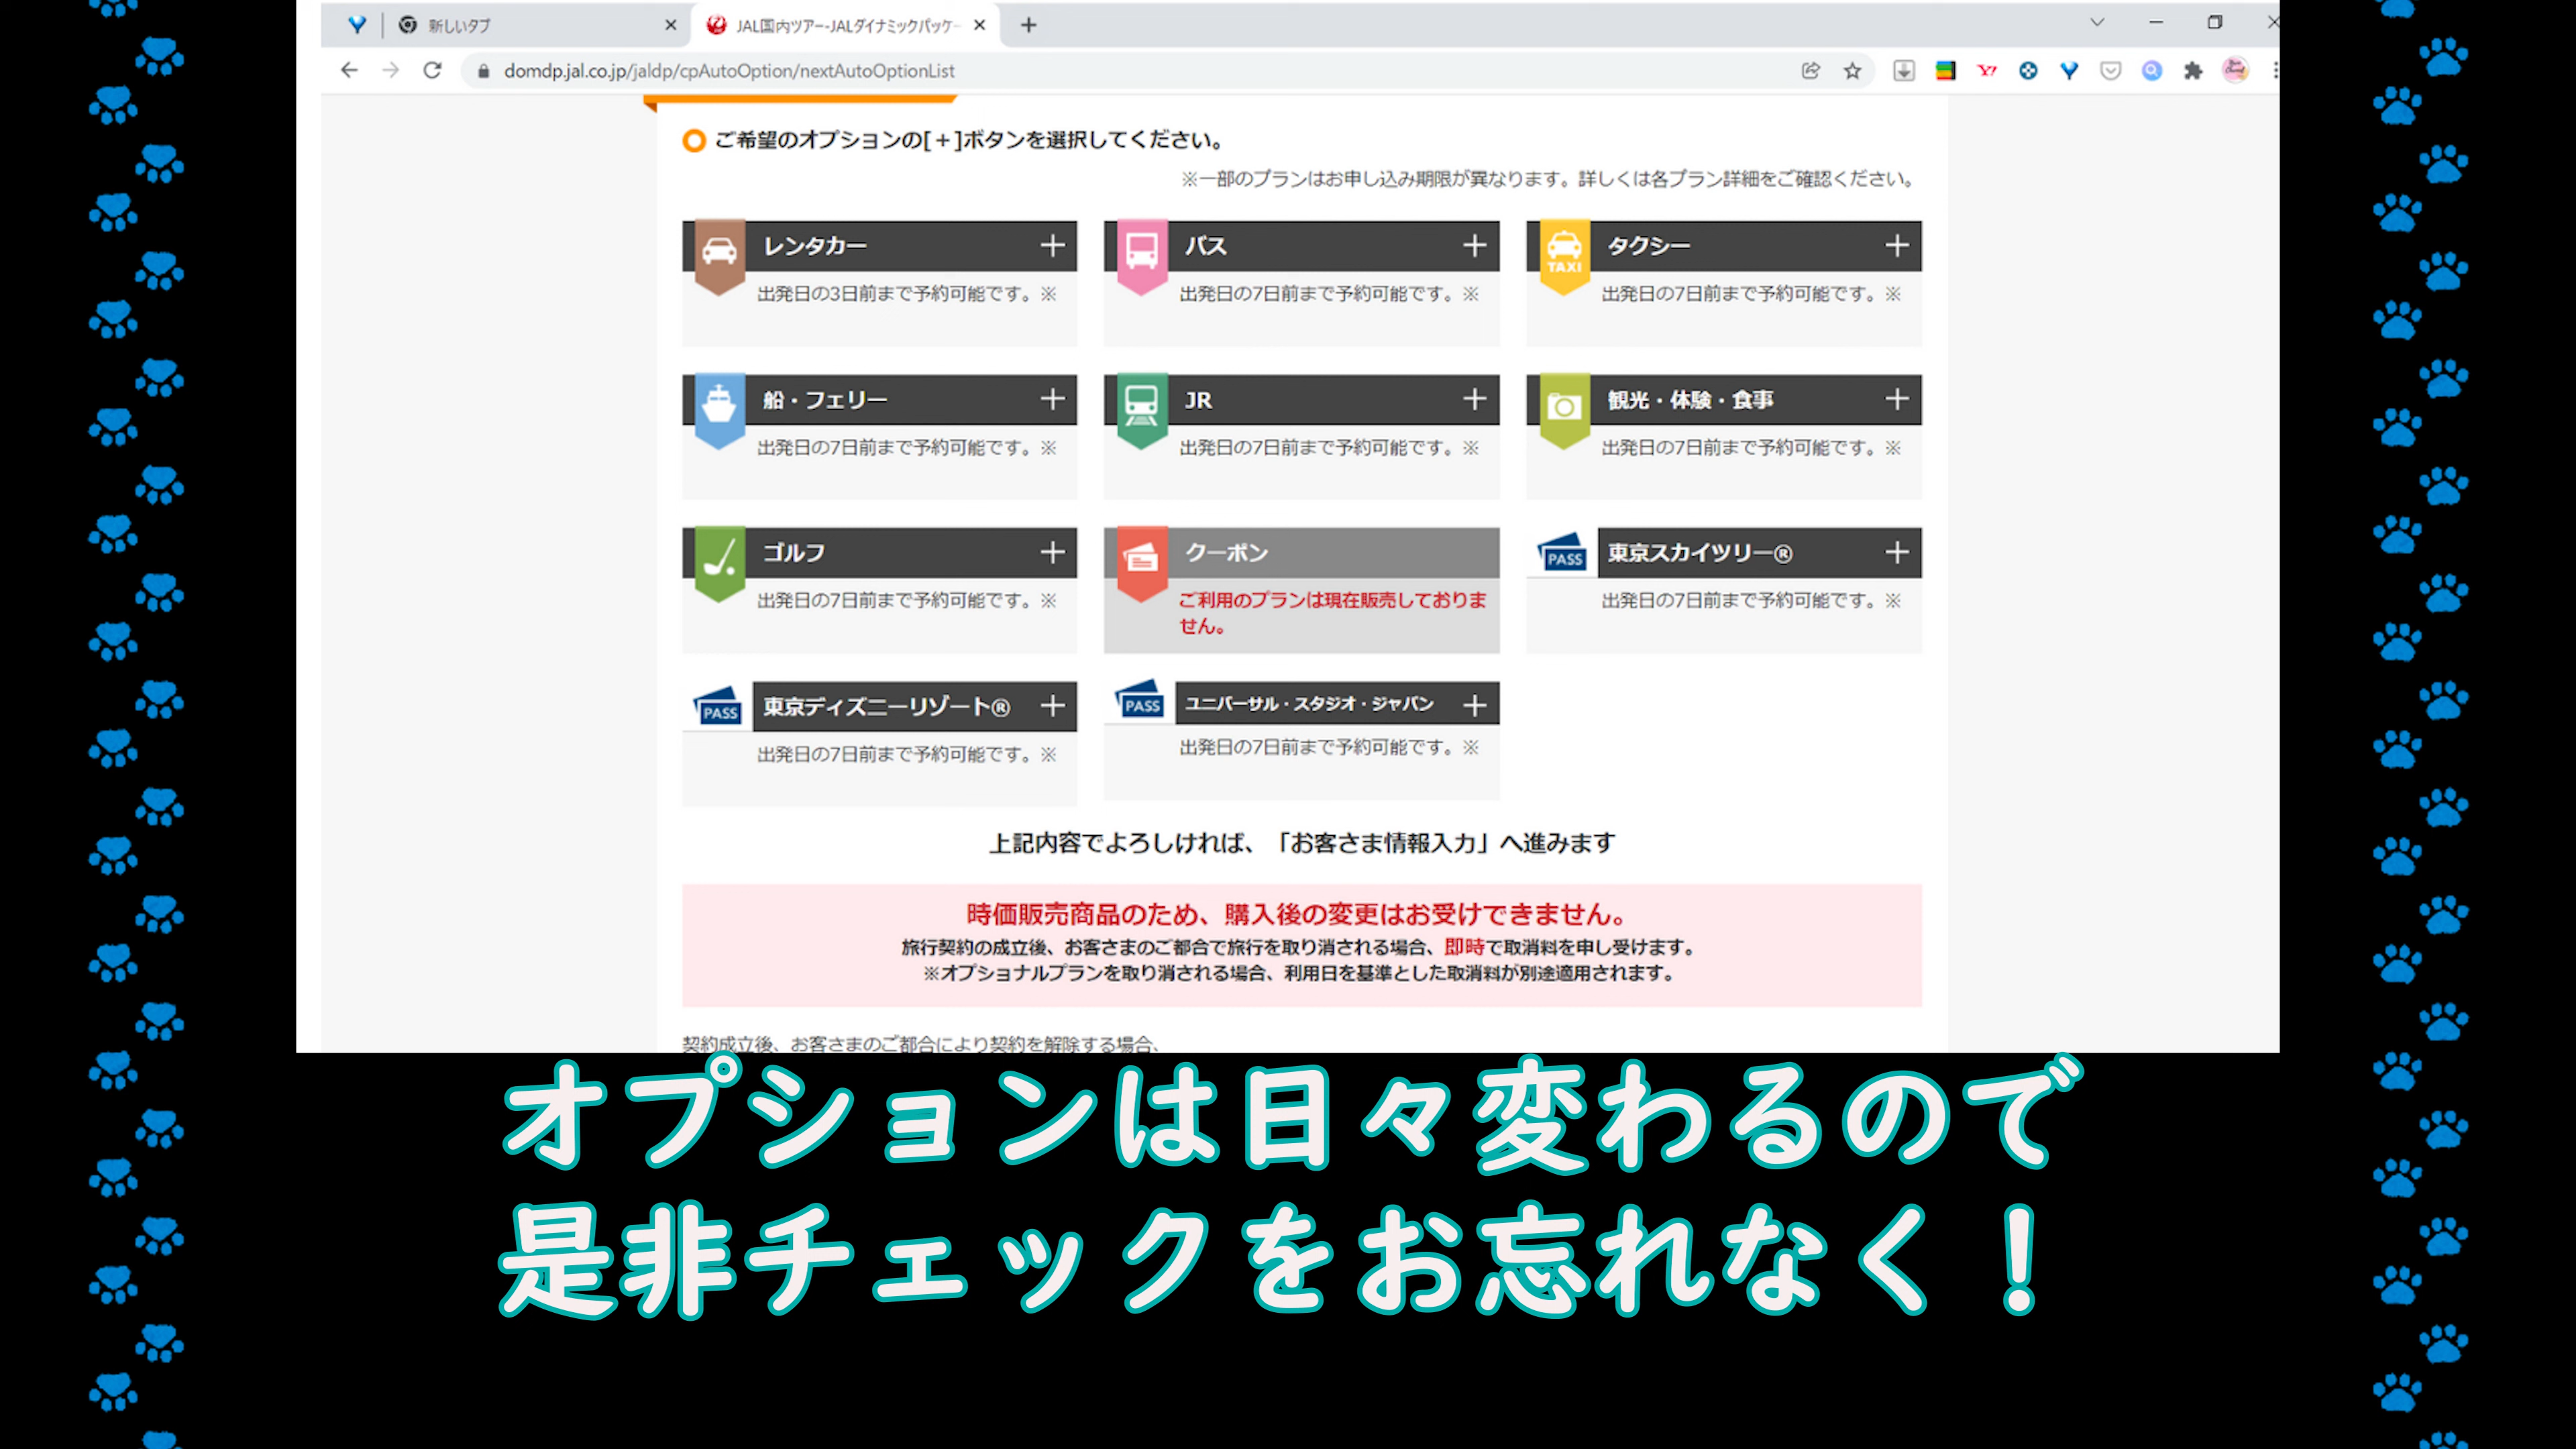 新しいタブ
JAL国内ツアー-JALダイナミックパッケー
domdp.jal.co.jp/jaldp/cpAutoOption/nextAutoOptionList
ご希望のオプションの[+]ボタンを選択してください。
※一部のプランはお申し込み期限が異なります。詳しくは各プラン詳細をご確認ください。
レンタカー
出発日の3日前まで予約可能です。※
バス
出発日の7日前まで予約可能です。※
TAXI
タクシー
出発日の7日前まで予約可能です。※
船・フェリー
出発日の7日前まで予約可能です。※
JR
出発日の7日前まで予約可能です。※
観光・体験・食事
出発日の7日前まで予約可能です。※
ゴルフ
出発日の7日前まで予約可能です。※
クーポン
ご利用のプランは現在販売しておりま
せん。
PASS
東京スカイツリー®
出発日の7日前まで予約可能です。※
PASS
東京ディズニーリゾート®
出発日の7日前まで予約可能です。※
PASS
ユニバーサル・スタジオ・ジャパン
出発日の7日前まで予約可能です。※
上記内容でよろしければ、「お客さま情報入力」へ進みます
時価販売商品のため、購入後の変更はお受けできません。
旅行契約の成立後、お客さまのご都合で旅行を取り消される場合、即時で取消料を申し受けます。
※オプショナルプランを取り消される場合、利用日を基準とした取消料が別途適用されます。
契約成立後、お客さまのご都合により契約を解除する場合、
オプションは日々変わるので
是非チェックをお忘れなく！